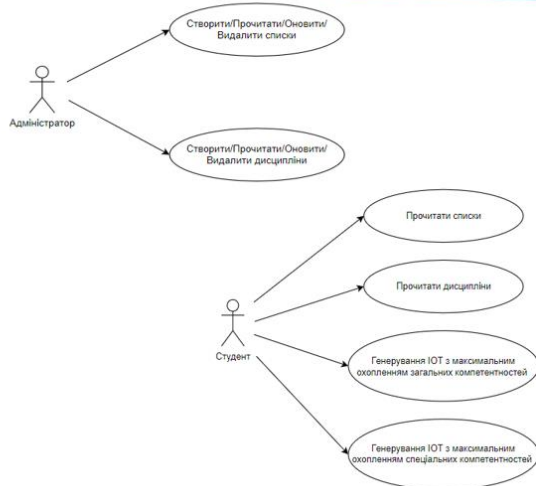 Створити/Прочитати/Оновити/
Видалити списки
Адміністратор
Створити/Прочитати/Оновити/
Видалити дисципліни
Прочитати списки
Прочитати дисципліни
Студент
Генерування ІОТ з максимальним
охопленням загальних компетентностей
Генерування ІОТ з максимальним
охопленням спеціальних компетентностей